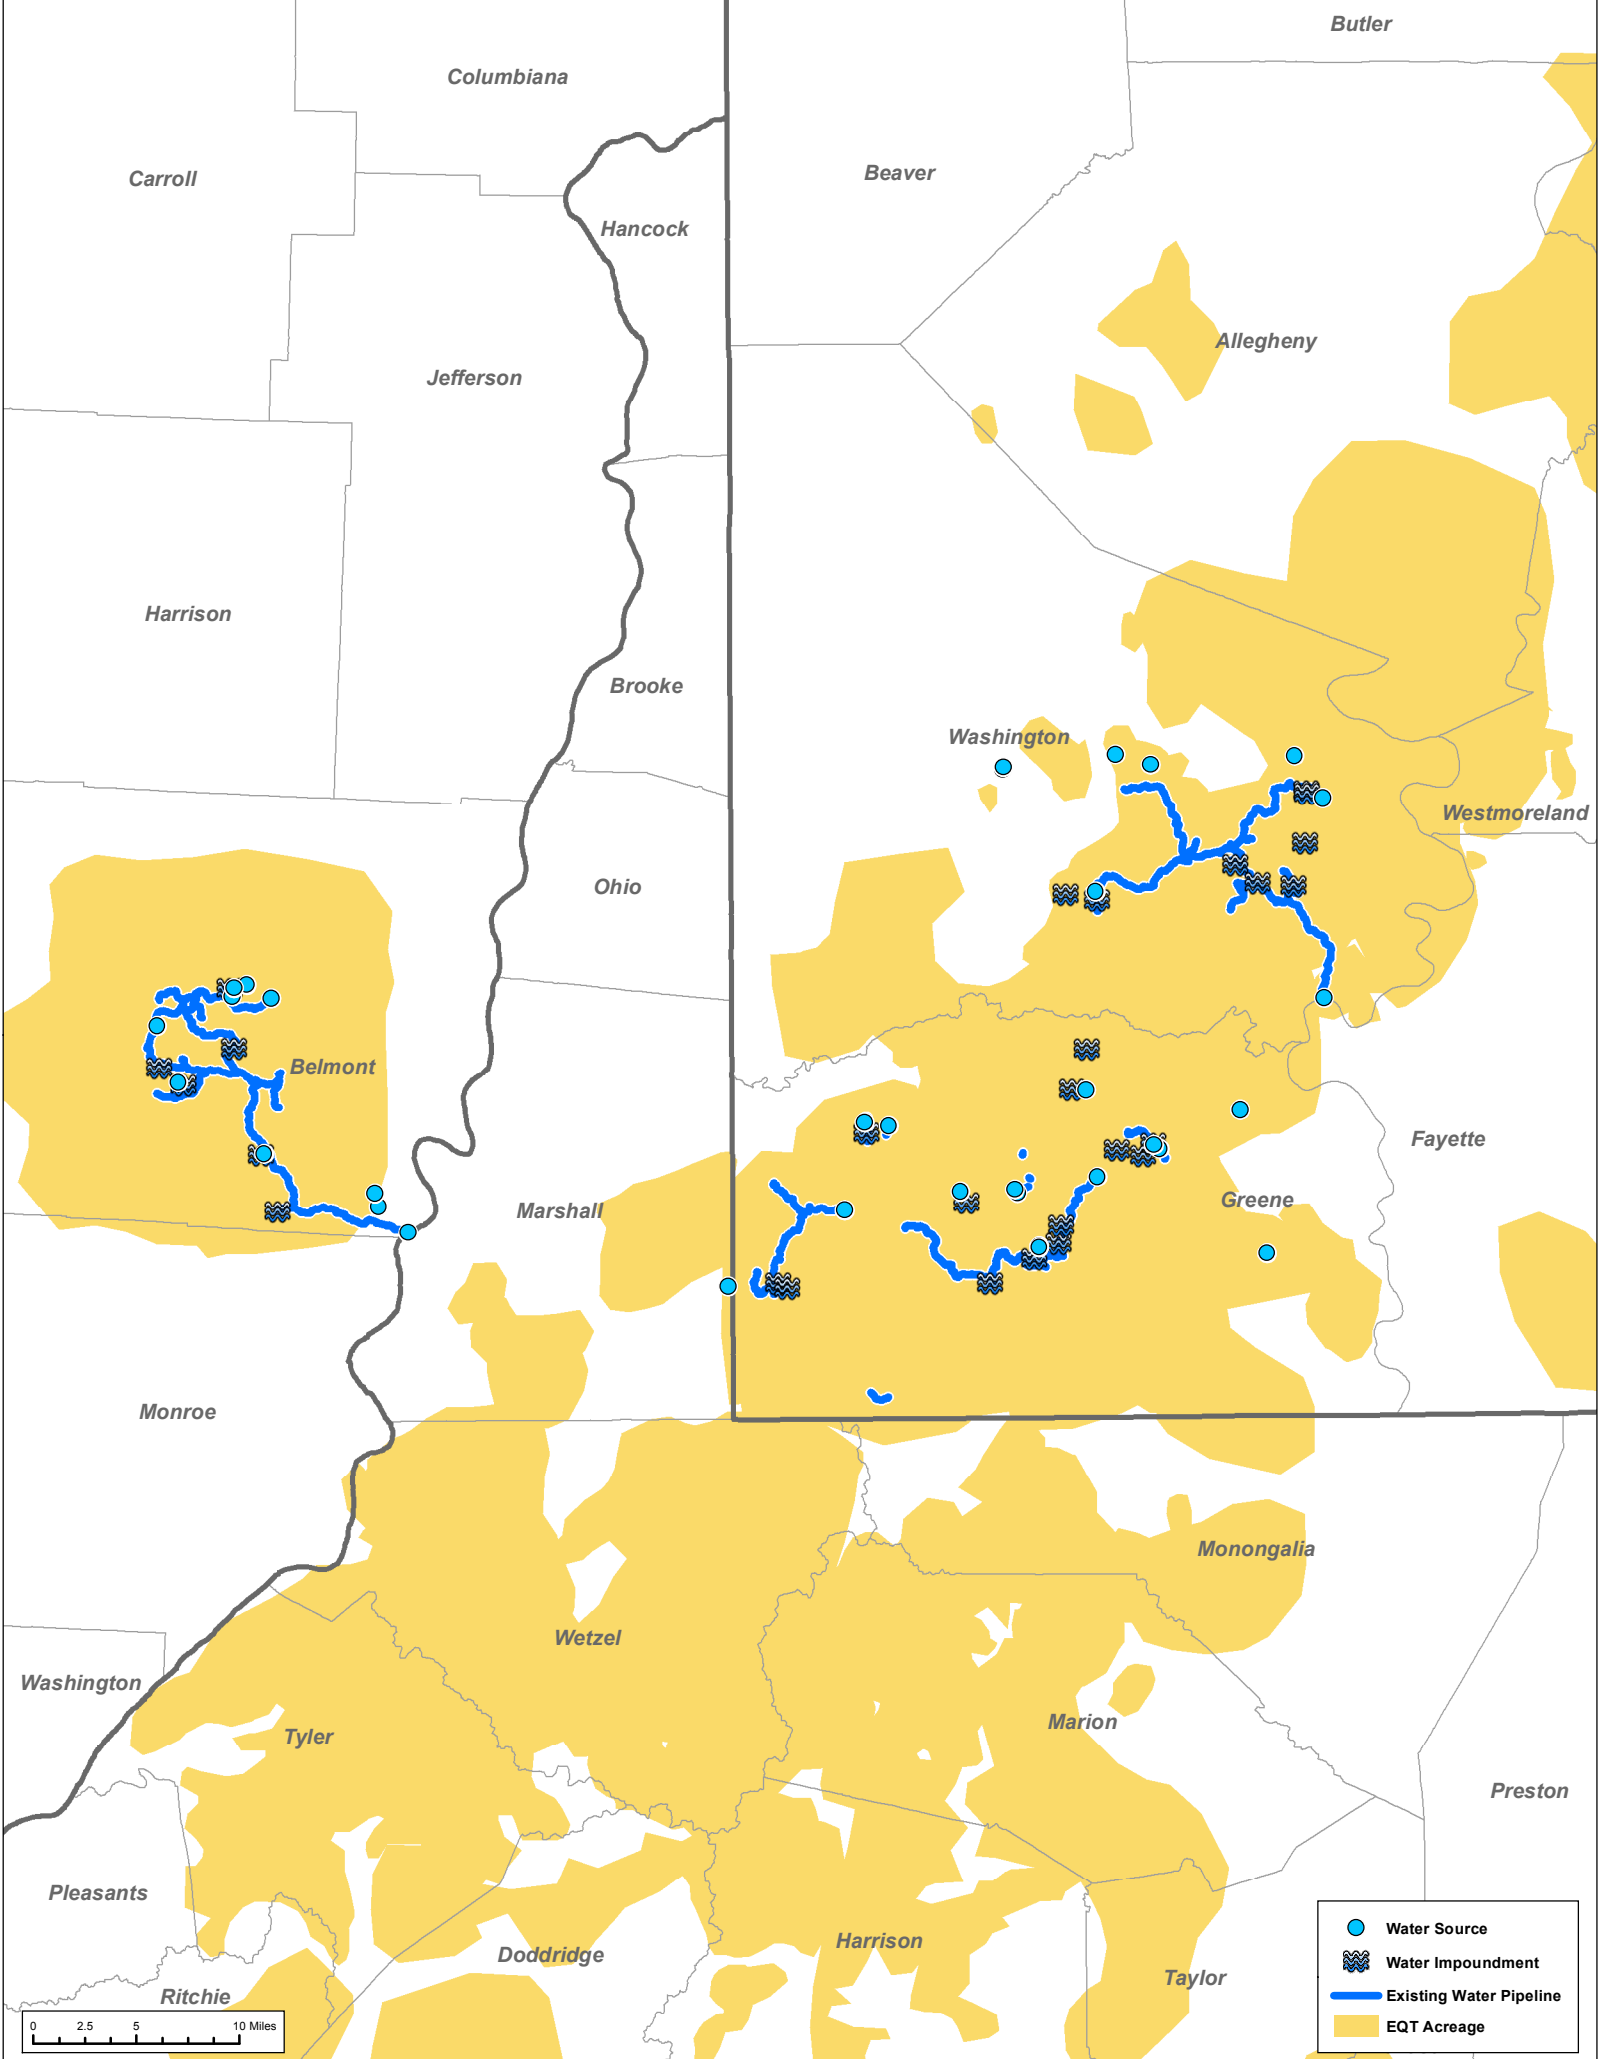 Butler
Columbiana
Beaver
Carroll
Hancock
Allegheny
Jefferson
Harrison
Brooke
Washington
Westmoreland
Ohio
Belmont
Fayette
Greene
Marshall
Monroe
Monongalia
Wetzel
Washington
Marion
Tyler
Preston
Pleasants
Harrison
Doddridge
Taylor
Ritchie
Water Source
Water Impoundment
Existing Water Pipeline
EQT Acreage
0 2.5 5 10 Miles